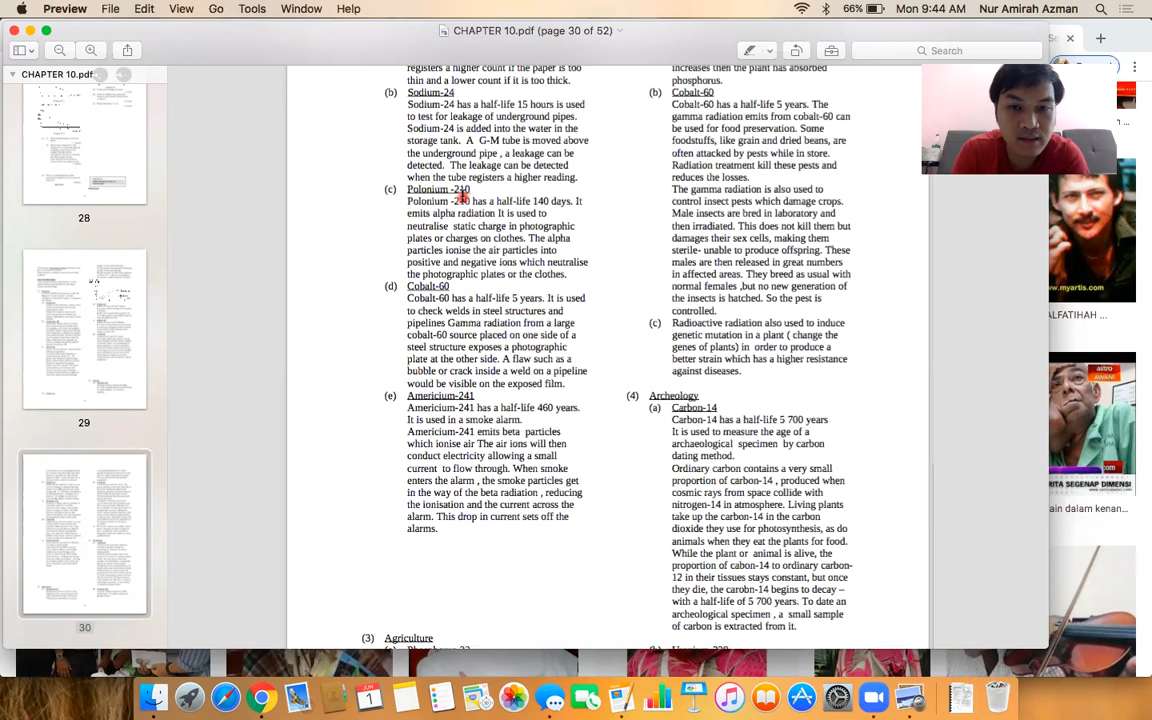 Preview File Edit View Go Tools Window Help
66% Mon 9:44 AM Nur Amirah Azman
CHAPTER 10.pdf (page 30 of 52)
Search
CHAPTER 10.pdf
28
29
30
registers a higher count if the paper is too
thin and a lower count if it is too thick.
(b) Sodium-24
Sodium-24 has a half-life 15 hours is used
to test for leakage of underground pipes.
Sodium-24 is added into the water in the
storage tank. A G-M tube is moved above
the underground pipe , a leakage can be
detected. The leakage can be detected
when the tube registers a higher reading.
(c) Polonium -210
Polonium -210 has a half-life 140 days. It
emits alpha radiation It is used to
neutralise static charge in photographic
plates or charges on clothes. The alpha
particles ionise the air particles into
positive and negative ions which neutralise
the photographic plates or the clothes.
(d) Cobalt-60
Cobalt-60 has a half-life 5 years. It is used
to check welds in steel structures and
pipelines Gamma radiation from a large
cobalt-60 source placed on one side of a
steel structure exposes a photographic
plate at the other side. A flaw such as a
bubble or crack inside a weld on a pipeline
would be visible on the exposed film.
(e) Americium-241
Americium-241 has a half-life 460 years.
It is used in a smoke alarm.
Americium-241 emits beta particles
which ionise air The air ions will then
conduct electricity allowing a small
current to flow through. When smoke
enters the alarm , the smoke particles get
in the way of the beta radiation , reducing
the ionisation and the current across the
alarm. This drop in current sets off the
alarms.
(3) Agriculture
increases then the plant has absorbed
phosphorus.
(b) Cobalt-60
Cobalt-60 has a half-life 5 years. The
gamma radiation emits from cobalt-60 can
be used for food preservation. Some
foodstuffs, like grain and dried beans, are
often attacked by pests while in store.
Radiation treatment kill these pests and
reduces the losses.
The gamma radiation is also used to
control insect pests which damage crops.
Male insects are bred in laboratory and
then irradiated. This does not kill them but
damages their sex cells, making them
sterile- unable to produce offspring. These
males are then released in great numbers
in affected areas. They breed as usual with
normal females ,but no new generation of
the insects is hatched. So the pest is
controlled.
(c) Radioactive radiation also used to induce
genetic mutation in a plant ( change the
genes of plants) in order to produce a
better strain which has a higher resistance
against diseases.
(4) Archeology
(a) Carbon-14
Carbon-14 has a half-life 5 700 years
It is used to measure the age of a
archaeological specimen by carbon
dating method.
Ordinary carbon contains a very small
proportion of carbon-14 , produced when
cosmic rays from space collide with
nitrogen-14 in atmosphere. Living plants
take up the carbon-14 in the carbon
dioxide they use for photosynthesis, as do
animals when they eat the plants for food.
While the plant or animal is alive, the
proportion of cabon-14 to ordinary carbon-
12 in their tissues stays constant, but once
they die, the carobn-14 begins to decay –
with a half-life of 5 700 years. To date an
archeological specimen , a small sample
of carbon is extracted from it.
www.myartis.com
ALFATIHAH ...
astro
AWANI
RITA SEGENAP DIMENSI
ain dalam kenan...
JUN
1